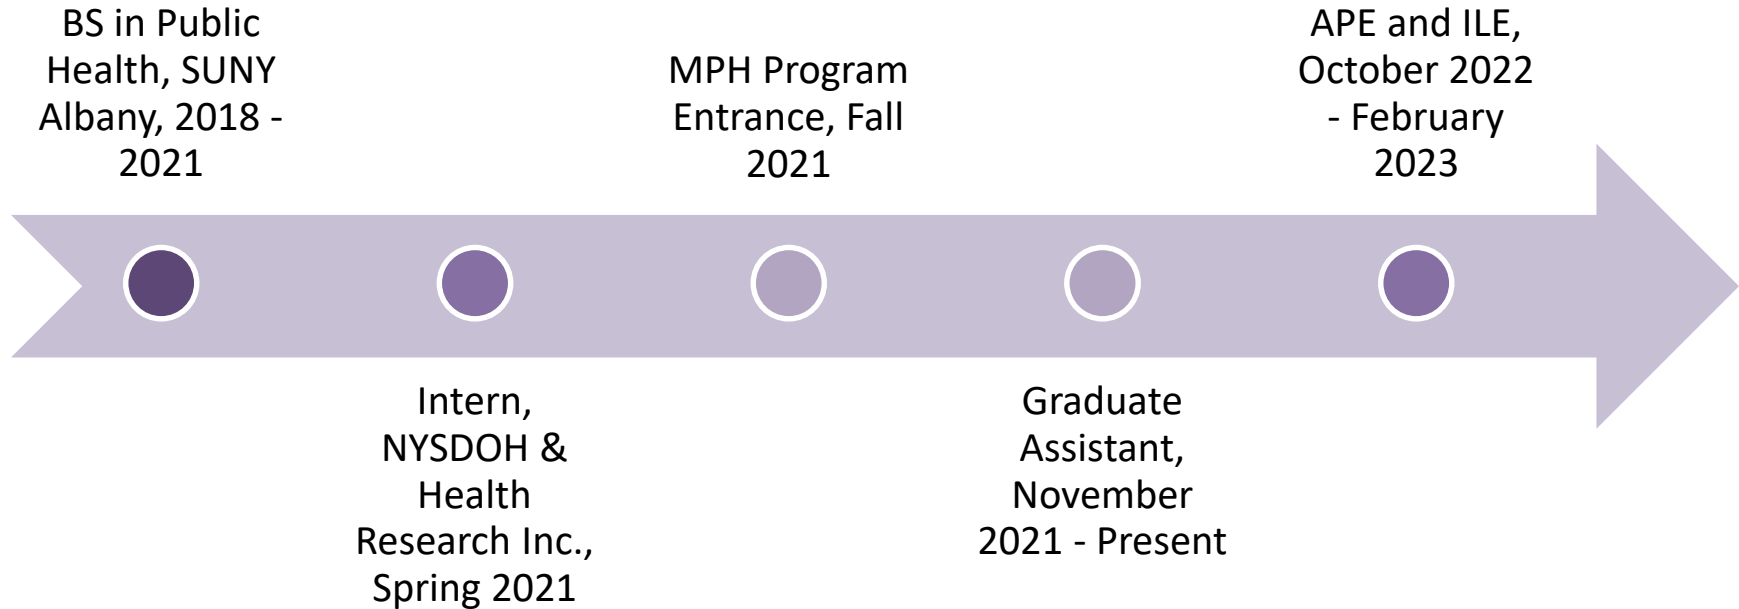 BS in Public
Health, SUNY
Albany, 2018 -
2021
Intern,
NYSDOH &
Health
Research Inc.,
Spring 2021
MPH Program
Entrance, Fall
2021
Graduate
Assistant,
November
2021 - Present
APE and ILE,
October 2022
- February
2023